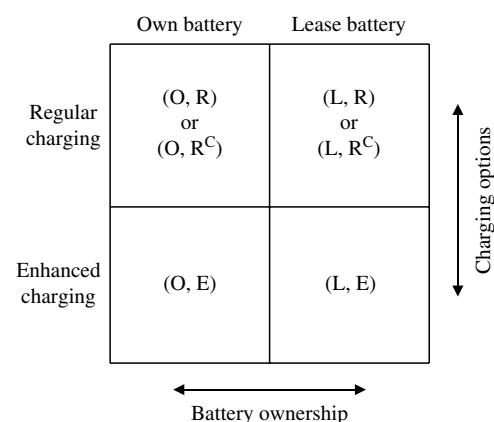 Own battery Lease battery
Regular charging
(O, R) or (O, R^C)
(L, R) or (L, R^C)
Enhanced charging
(O, E) (L, E)
Charging options
Battery ownership